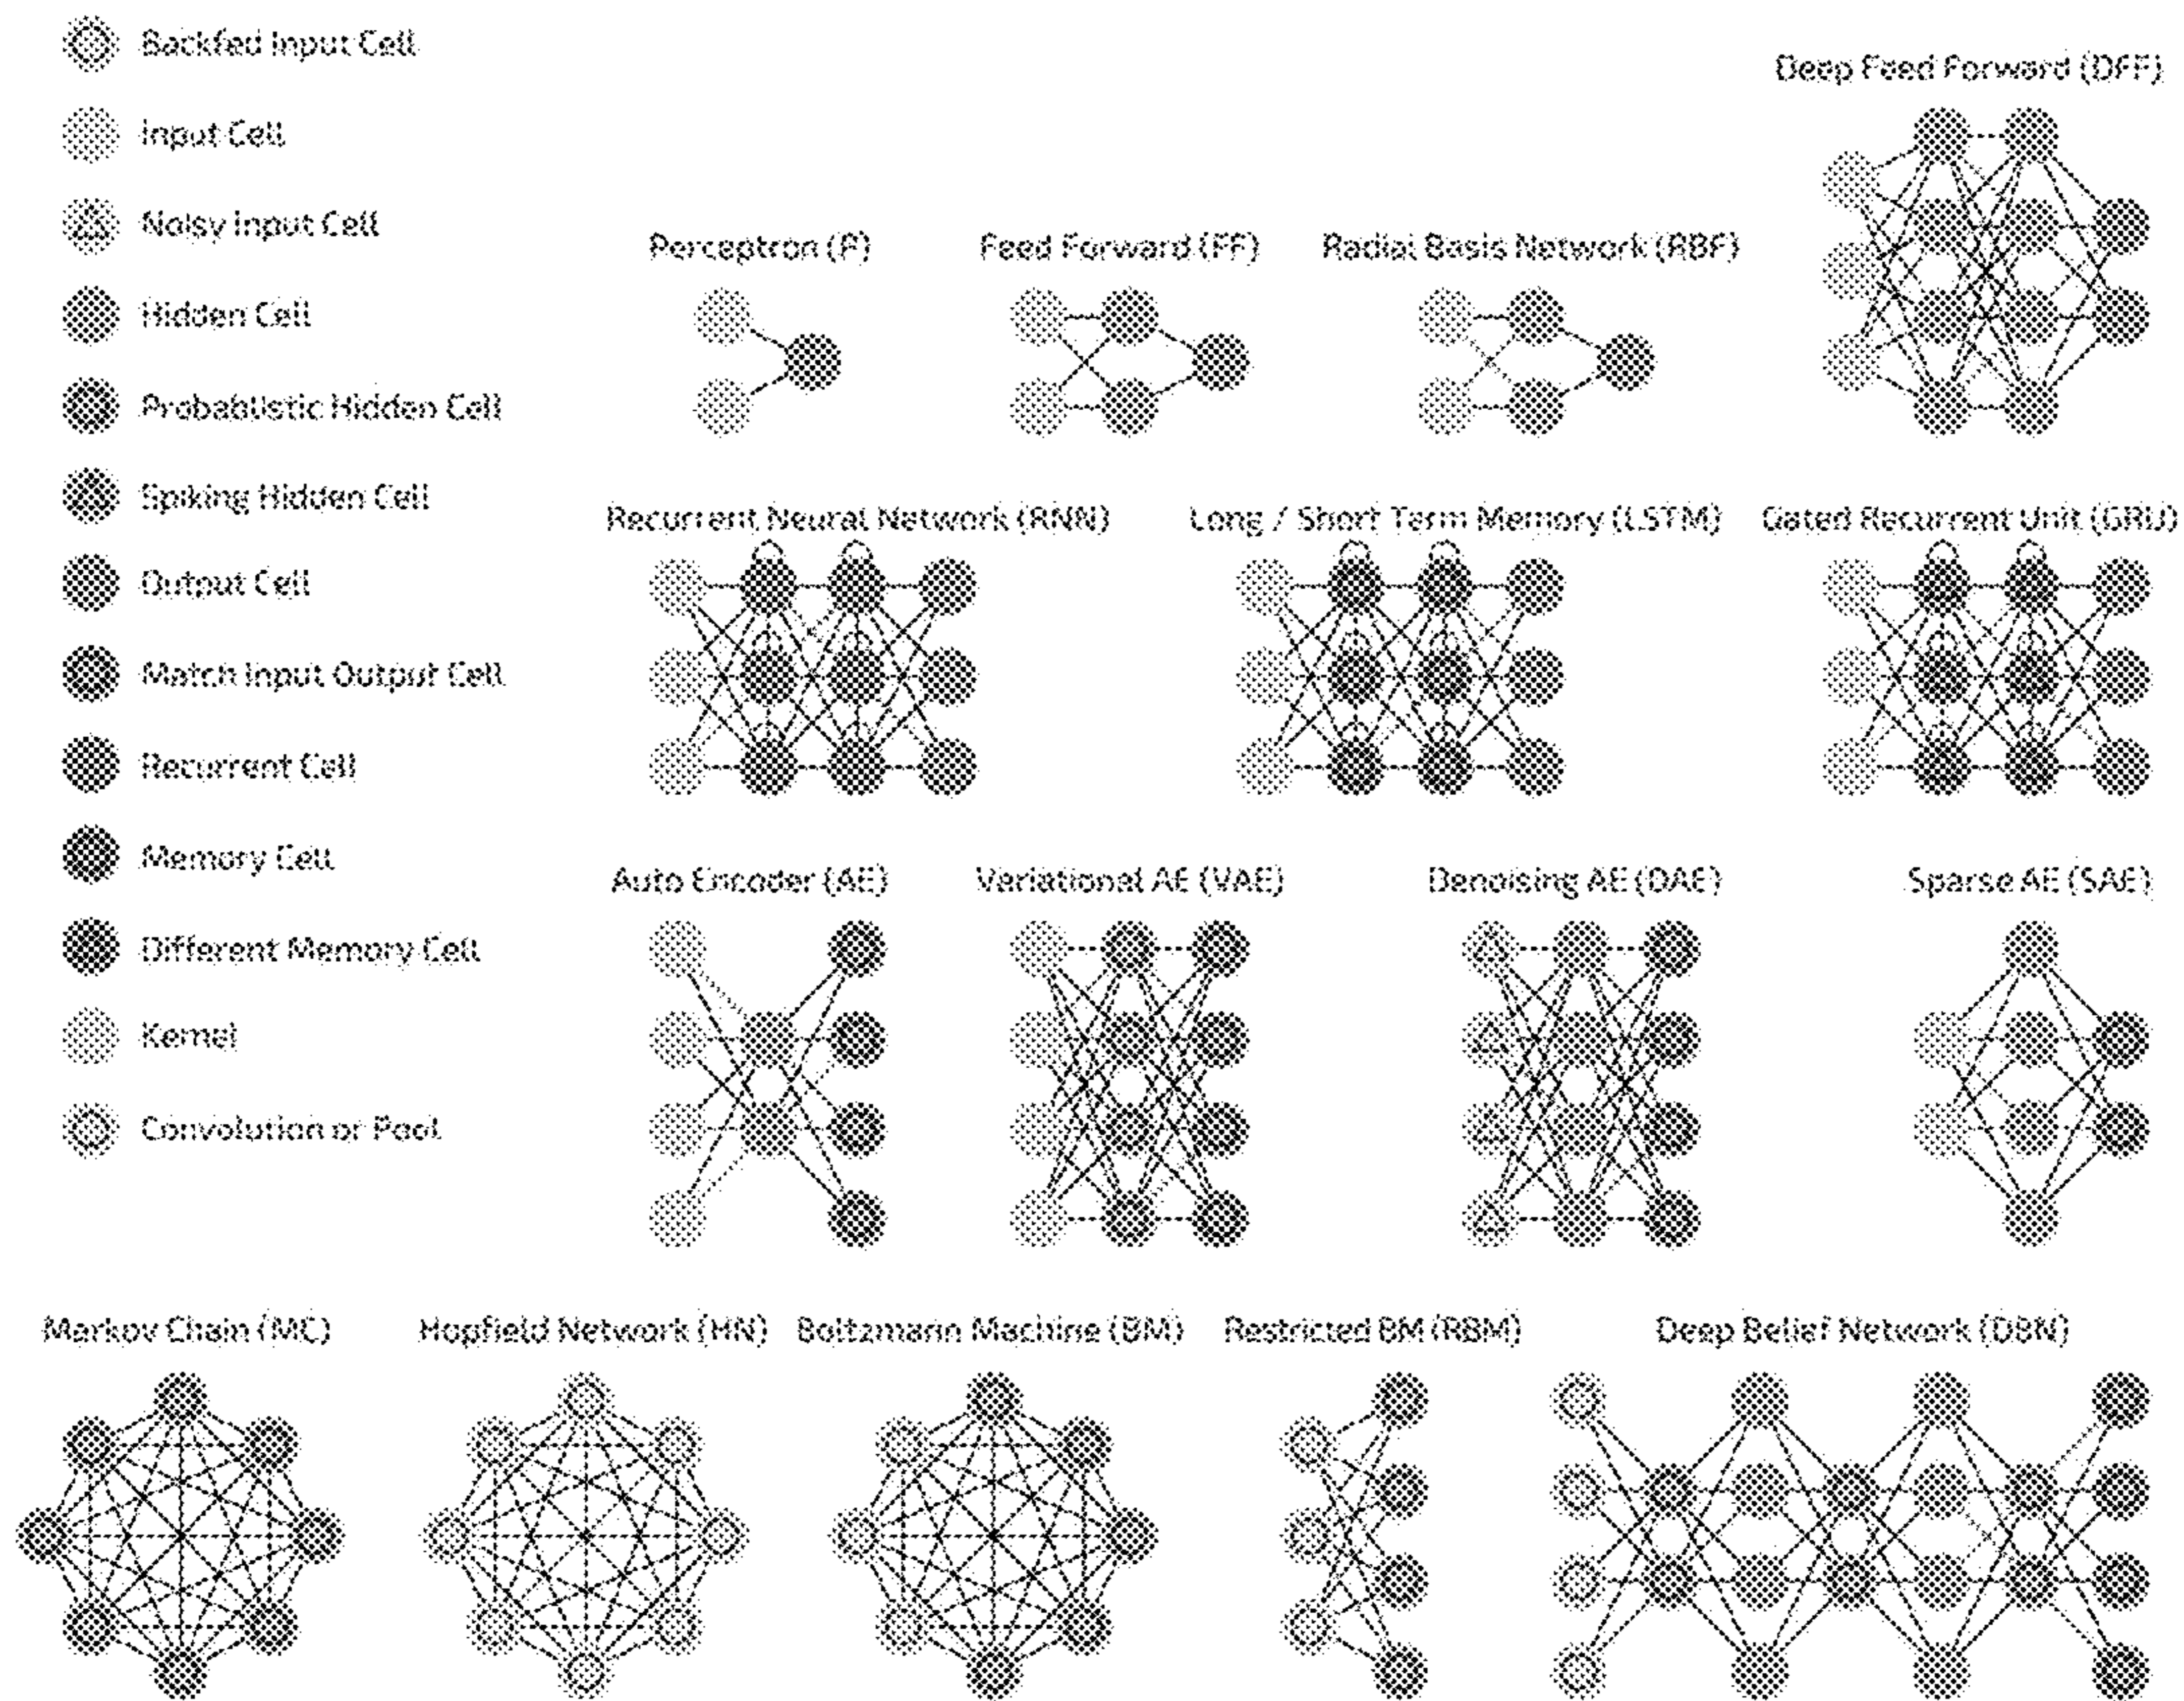 Backfed Input Cell
Input Cell
Noisy Input Cell
Hidden Cell
Probablistic Hidden Cell
Spiking Hidden Cell
Output Cell
Match Input Output Cell
Recurrent Cell
Memory Cell
Different Memory Cell
Kernel
Convolution or Pool
Deep Feed Forward (DFF)
Perceptron (P)
Feed Forward (FF)
Radial Basis Network (RBF)
Recurrent Neural Network (RNN)
Long / Short Term Memory (LSTM)
Gated Recurrent Unit (GRU)
Auto Encoder (AE)
Variational AE (VAE)
Denoising AE (DAE)
Sparse AE (SAE)
Markov Chain (MC)
Hopfield Network (HN)
Boltzmann Machine (BM)
Restricted BM (RBM)
Deep Belief Network (DBN)